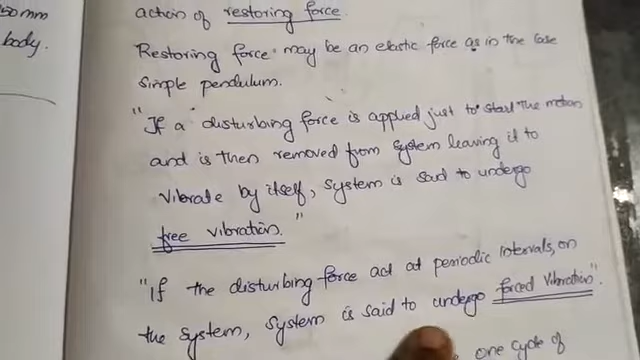 50mm
body.
action of restoring force.
Restoring force may be an elastic force as in the case
simple pendulum.
"If a disturbing force is applied just to start the motion
and is then removed from system leaving it to
vibrate by itself, system is said to undergo
free vibration."
"If the disturbing force act at periodic intervals, on
the system, system is said to undergo forced vibration".
one cycle of